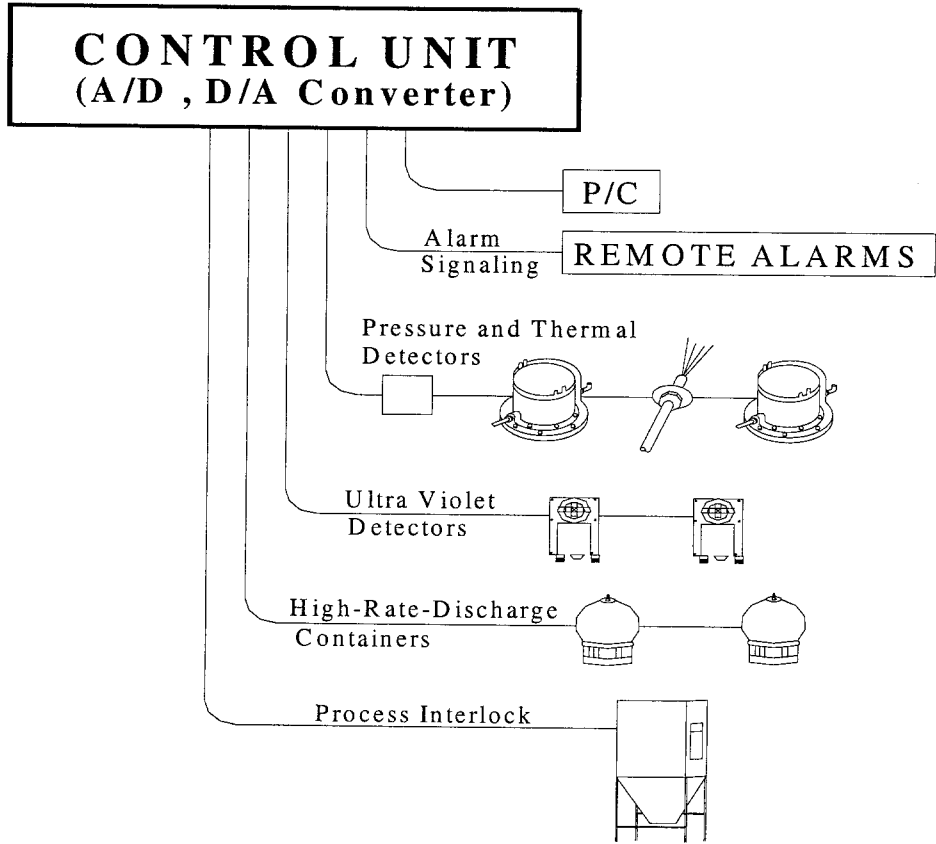 CONTROL UNIT
(A/D , D/A Converter)
P/C
Alarm
Signaling
REMOTE ALARMS
Pressure and Thermal
Detectors
Ultra Violet
Detectors
High-Rate-Discharge
Containers
Process Interlock